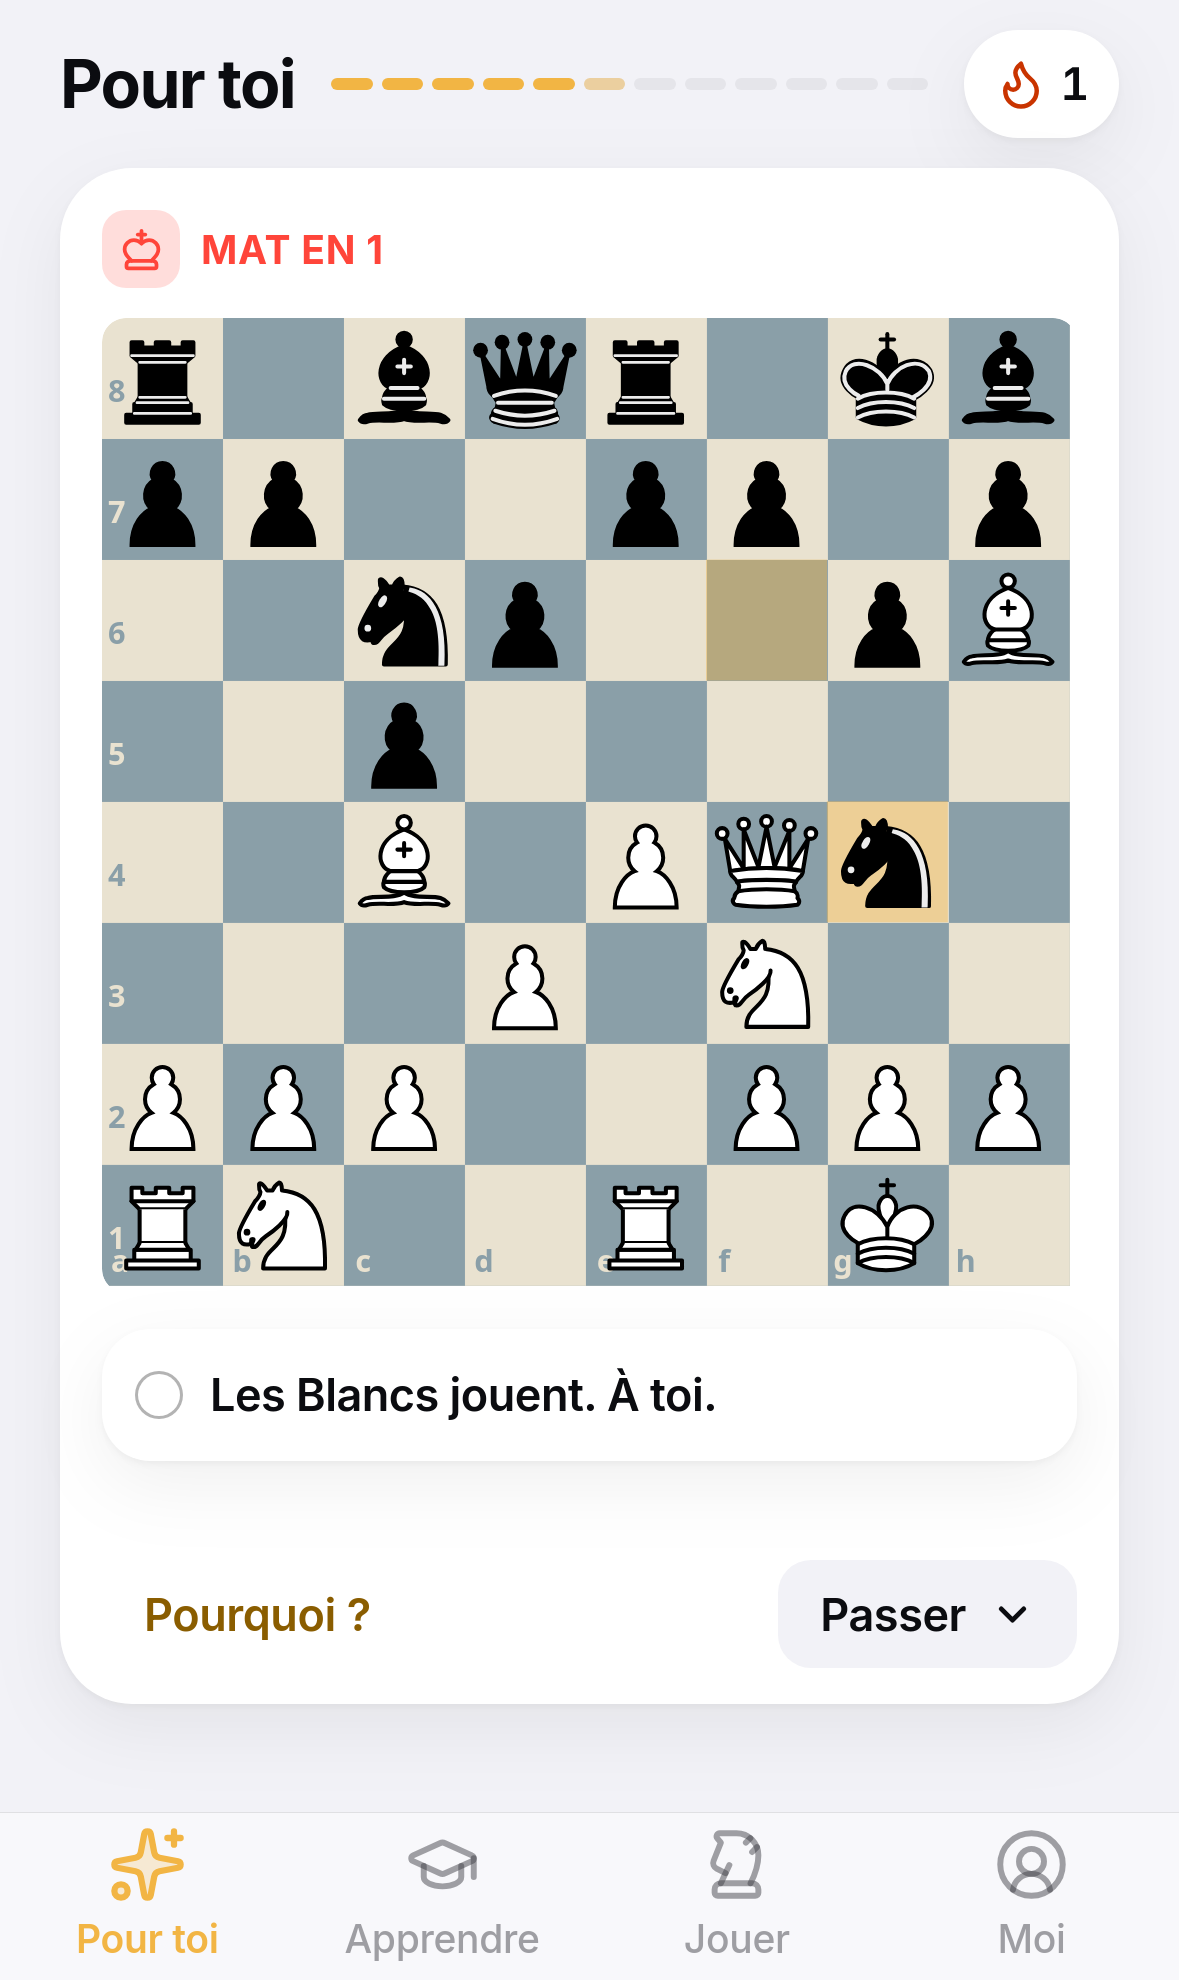 Pour toi
1
MAT EN 1
8
7
6
5
4
3
2
1
a b c d e f g h
Les Blancs jouent. À toi.
Pourquoi ?
Passer
Pour toi
Apprendre
Jouer
Moi